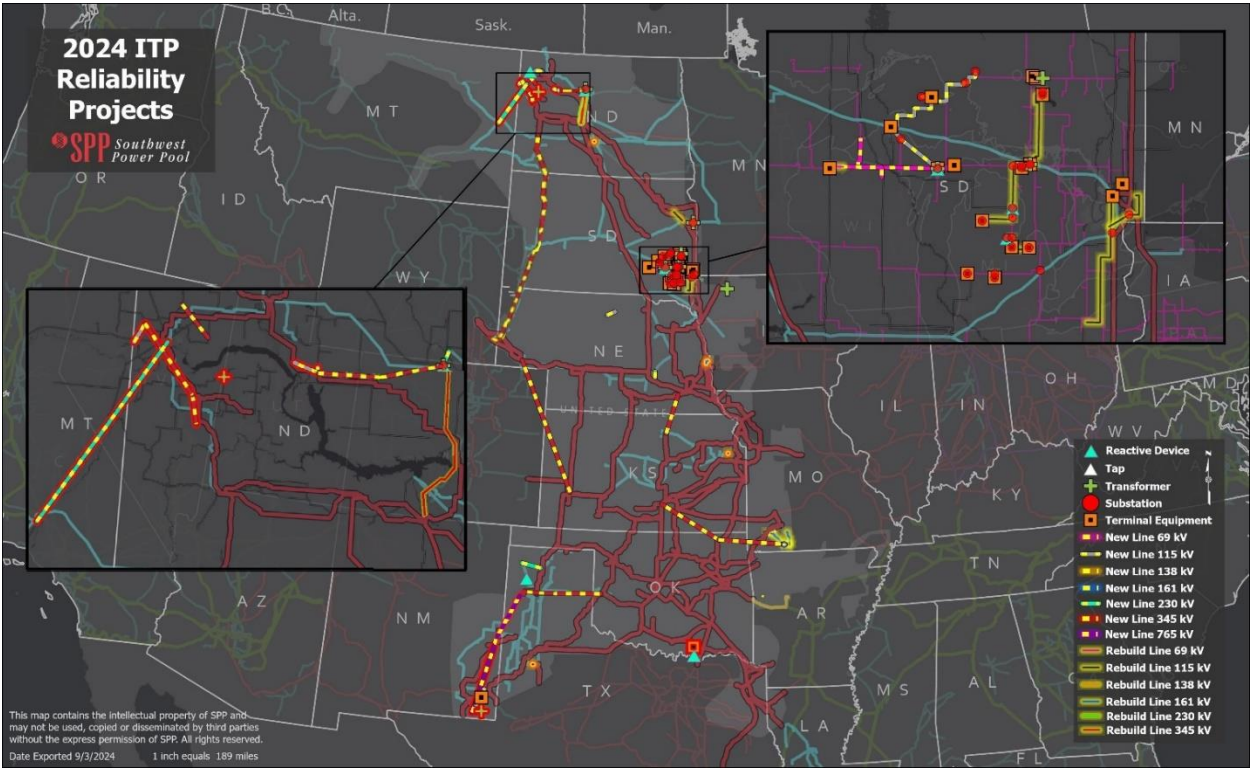 2024 ITP
Reliability
Projects
SPP Southwest
Power Pool
B.C.
Alta.
Sask.
Man.
MT
ND
MN
OR
ID
SD
WY
NE
UNITED STATES
IL
IN
OH
MD
D.C.
WV
VA
KS
MO
KY
AZ
NM
OK
AR
TN
TX
LA
MS
AL
GA
FL
MT
ND
SD
MN
IA
Reactive Device
Tap
Transformer
Substation
Terminal Equipment
New Line 69 kV
New Line 115 kV
New Line 138 kV
New Line 161 kV
New Line 230 kV
New Line 345 kV
New Line 765 kV
Rebuild Line 69 kV
Rebuild Line 115 kV
Rebuild Line 138 kV
Rebuild Line 161 kV
Rebuild Line 230 kV
Rebuild Line 345 kV
This map contains the intellectual property of SPP and
may not be used, copied or disseminated by third parties
without the express permission of SPP. All rights reserved.
Date Exported 9/3/2024 1 inch equals 189 miles